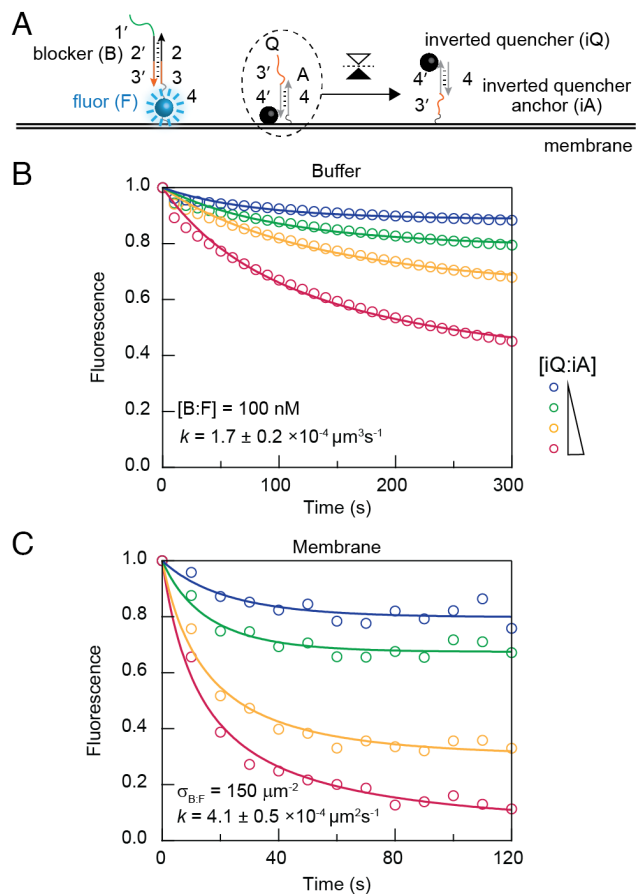 A
1′
blocker (B)
2′ 2
3′ 3
fluor (F)
4
Q
3′ A
4′ 4
inverted quencher (iQ)
4′ 4
inverted quencher
anchor (iA)
3′
membrane
B
Buffer
1.0
0.8
0.6
0.4
0.2
0.0
Fluorescence
[B:F] = 100 nM
k = 1.7 ± 0.2 ×10⁻⁴ μm³s⁻¹
0 100 200 300
Time (s)
[iQ:iA]
C
Membrane
1.0
0.8
0.6
0.4
0.2
0.0
Fluorescence
σB:F = 150 μm⁻²
k = 4.1 ± 0.5 ×10⁻⁴ μm²s⁻¹
0 40 80 120
Time (s)